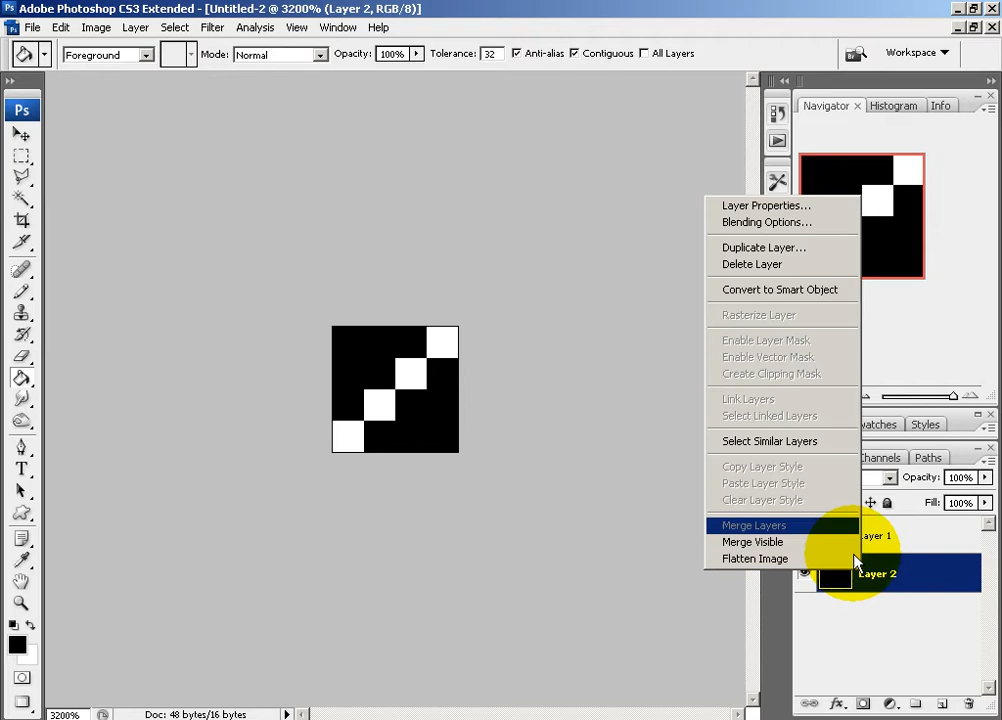 Adobe Photoshop CS3 Extended - [Untitled-2 @ 3200% (Layer 2, RGB/8)]
File Edit Image Layer Select Filter Analysis View Window Help
Foreground Mode: Normal Opacity: 100% Tolerance: 32 Anti-alias Contiguous All Layers Workspace
Ps
Navigator Histogram Info
Layer Properties...
Blending Options...
Duplicate Layer...
Delete Layer
Convert to Smart Object
Rasterize Layer
Enable Layer Mask
Enable Vector Mask
Create Clipping Mask
Link Layers
Select Linked Layers
Select Similar Layers
Copy Layer Style
Paste Layer Style
Clear Layer Style
Merge Layers
Merge Visible
Flatten Image
watches Styles
Channels Paths
Opacity: 100%
Fill: 100%
ayer 1
Layer 2
3200% Doc: 48 bytes/16 bytes